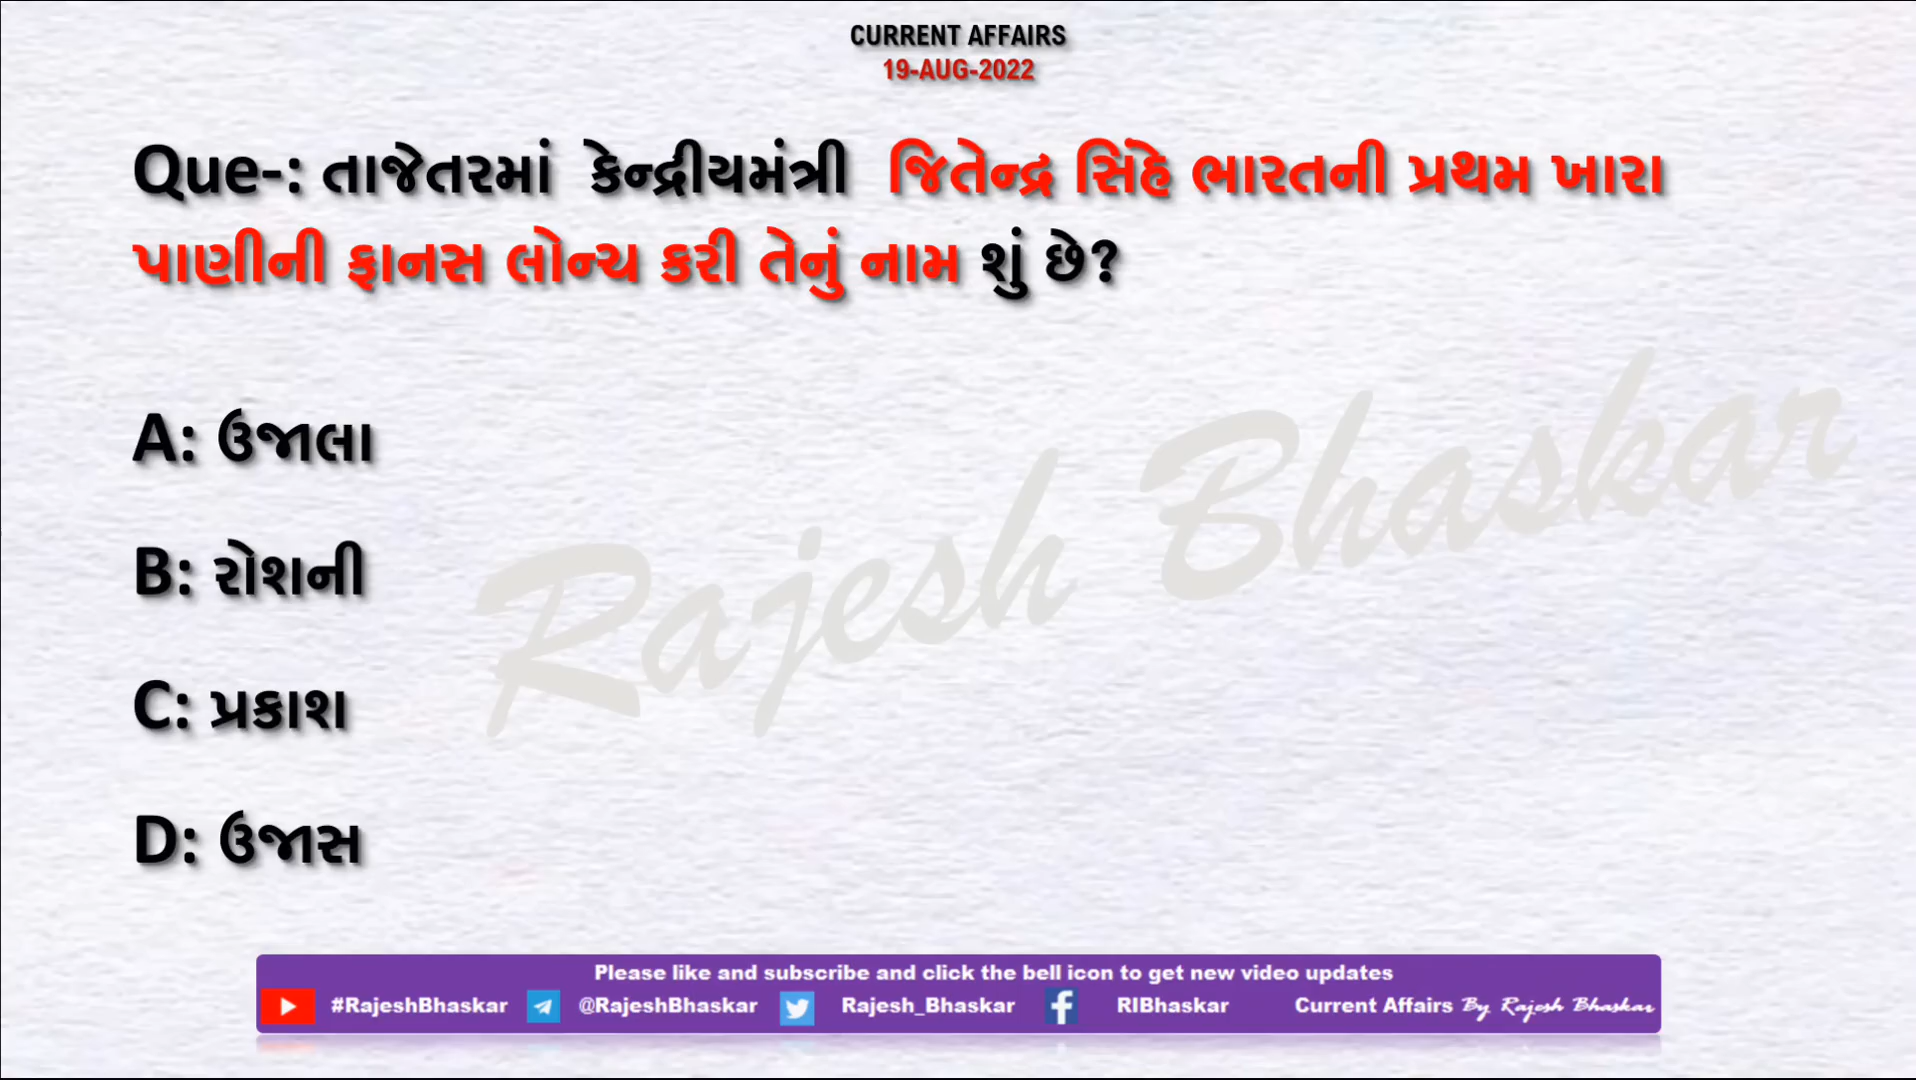 CURRENT AFFAIRS
19-AUG-2022
Que-: તાજેતરમાં કેન્દ્રીયમંત્રી જિતેન્દ્ર સિંહે ભારતની પ્રથમ ખારા
પાણીની ફાનસ લોન્ચ કરી તેનું નામ શું છે?
A: ઉજાલા
B: રોશની
C: પ્રકાશ
D: ઉજાસ
Rajesh Bhaskar
Please like and subscribe and click the bell icon to get new video updates
#RajeshBhaskar @RajeshBhaskar Rajesh_Bhaskar RIBhaskar Current Affairs By Rajesh Bhaskar